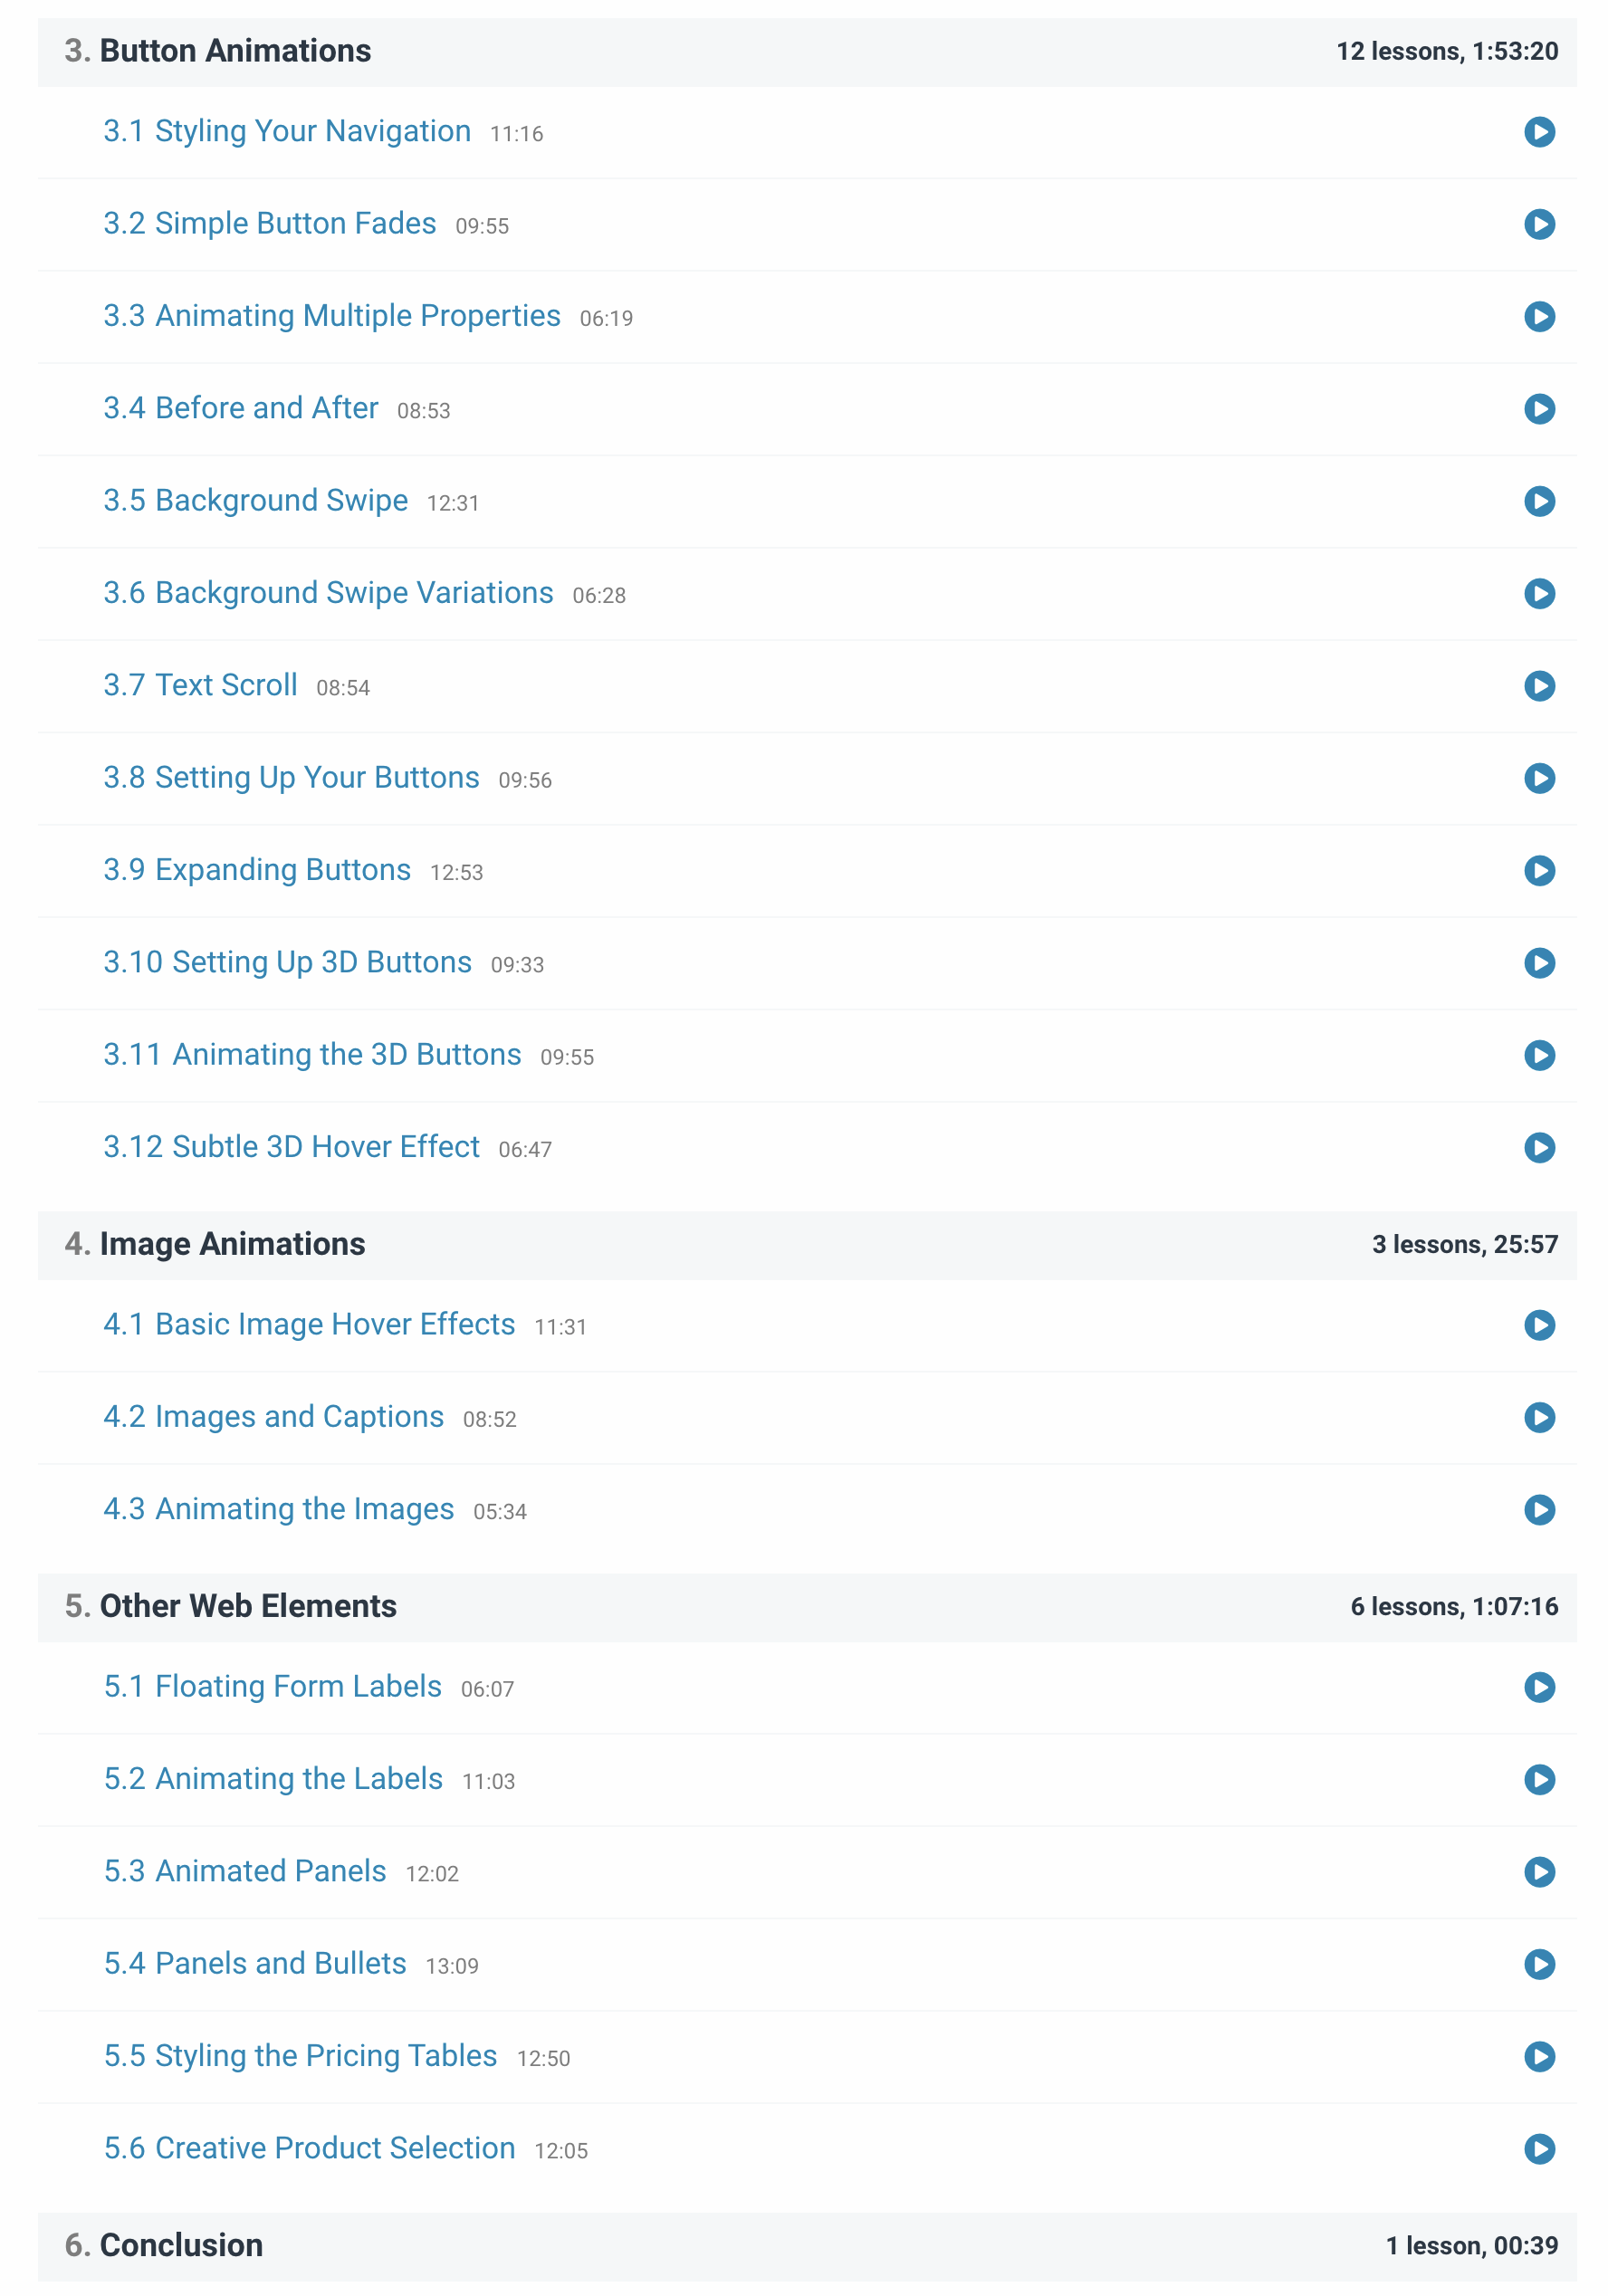 3. Button Animations 12 lessons, 1:53:20
3.1 Styling Your Navigation 11:16
3.2 Simple Button Fades 09:55
3.3 Animating Multiple Properties 06:19
3.4 Before and After 08:53
3.5 Background Swipe 12:31
3.6 Background Swipe Variations 06:28
3.7 Text Scroll 08:54
3.8 Setting Up Your Buttons 09:56
3.9 Expanding Buttons 12:53
3.10 Setting Up 3D Buttons 09:33
3.11 Animating the 3D Buttons 09:55
3.12 Subtle 3D Hover Effect 06:47
4. Image Animations 3 lessons, 25:57
4.1 Basic Image Hover Effects 11:31
4.2 Images and Captions 08:52
4.3 Animating the Images 05:34
5. Other Web Elements 6 lessons, 1:07:16
5.1 Floating Form Labels 06:07
5.2 Animating the Labels 11:03
5.3 Animated Panels 12:02
5.4 Panels and Bullets 13:09
5.5 Styling the Pricing Tables 12:50
5.6 Creative Product Selection 12:05
6. Conclusion 1 lesson, 00:39